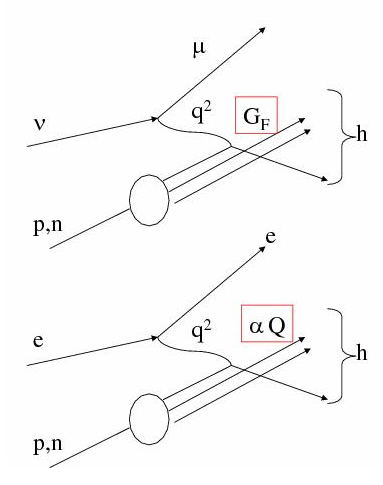 μ
q²
G_F
ν
h
p,n
e
q²
α Q
e
h
p,n